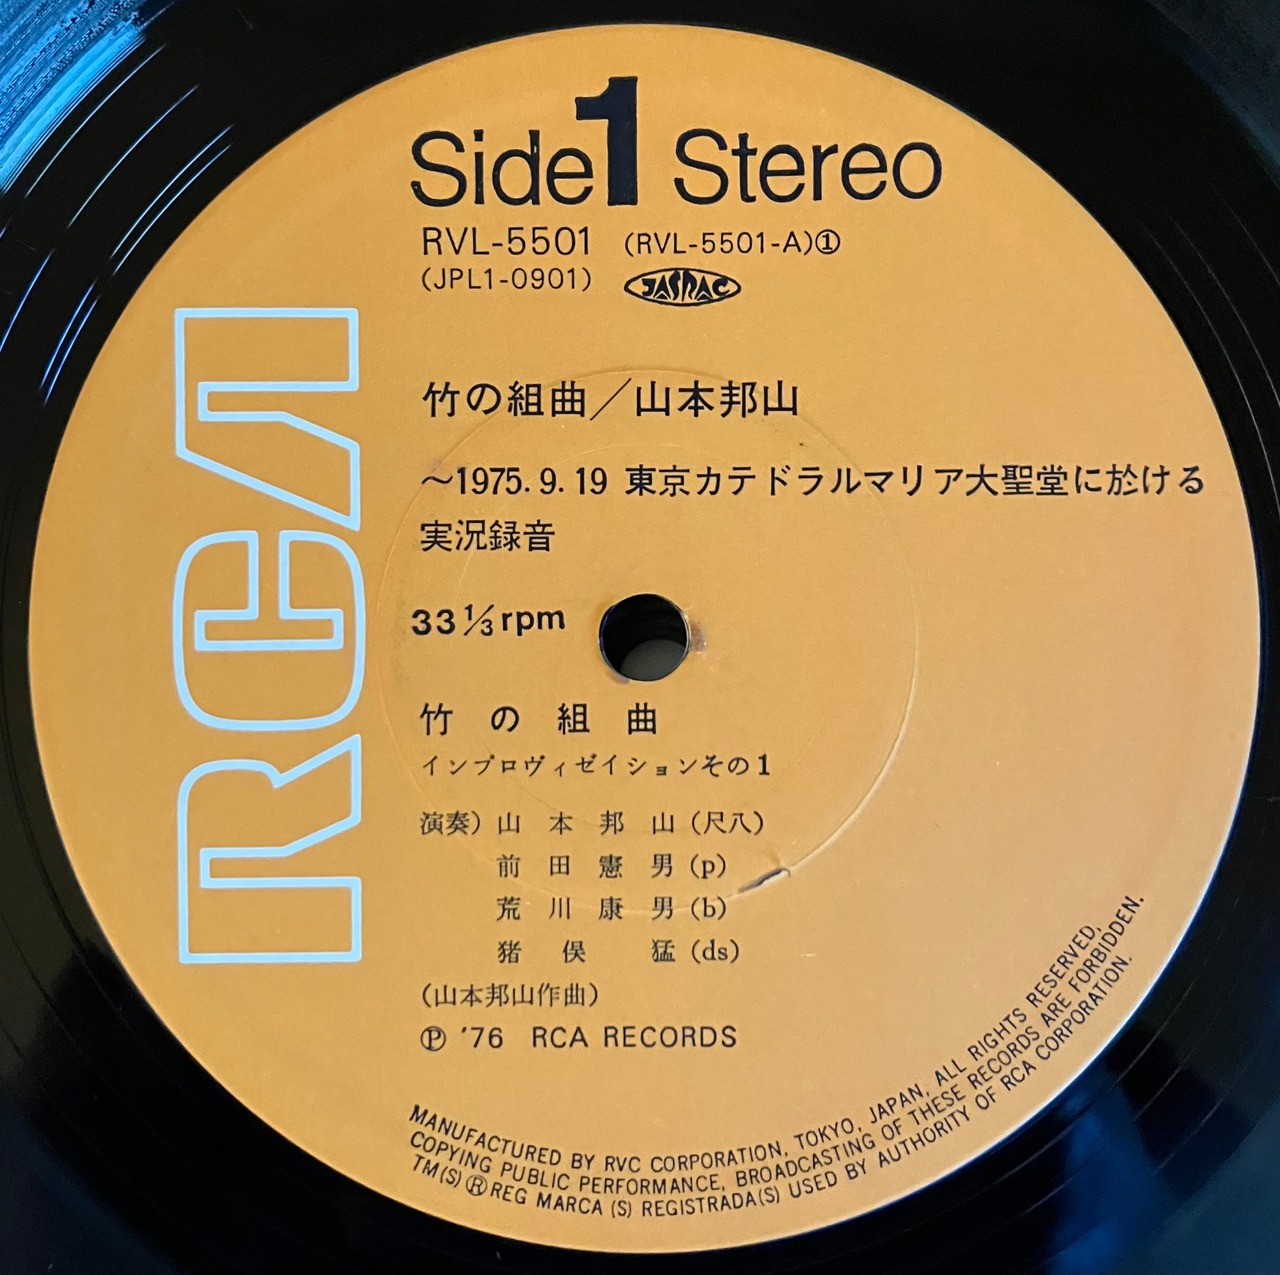 Side 1 Stereo
RVL-5501 (RVL-5501-A)①
(JPL1-0901) JASRAC
RCA
竹の組曲／山本邦山
〜1975. 9. 19 東京カテドラルマリア大聖堂に於ける
実況録音
33⅓rpm
竹の組曲
インプロヴィゼイションその1
演奏) 山本邦山 (尺八)
前田憲男 (p)
荒川康男 (b)
猪俣猛 (ds)
(山本邦山作曲)
Ⓟ '76 RCA RECORDS
MANUFACTURED BY RVC CORPORATION, TOKYO, JAPAN, ALL RIGHTS RESERVED,
COPYING PUBLIC PERFORMANCE, BROADCASTING OF THESE RECORDS ARE FORBIDDEN.
TM(S)®REG MARCA (S) REGISTRADA(S) USED BY AUTHORITY OF RCA CORPORATION.